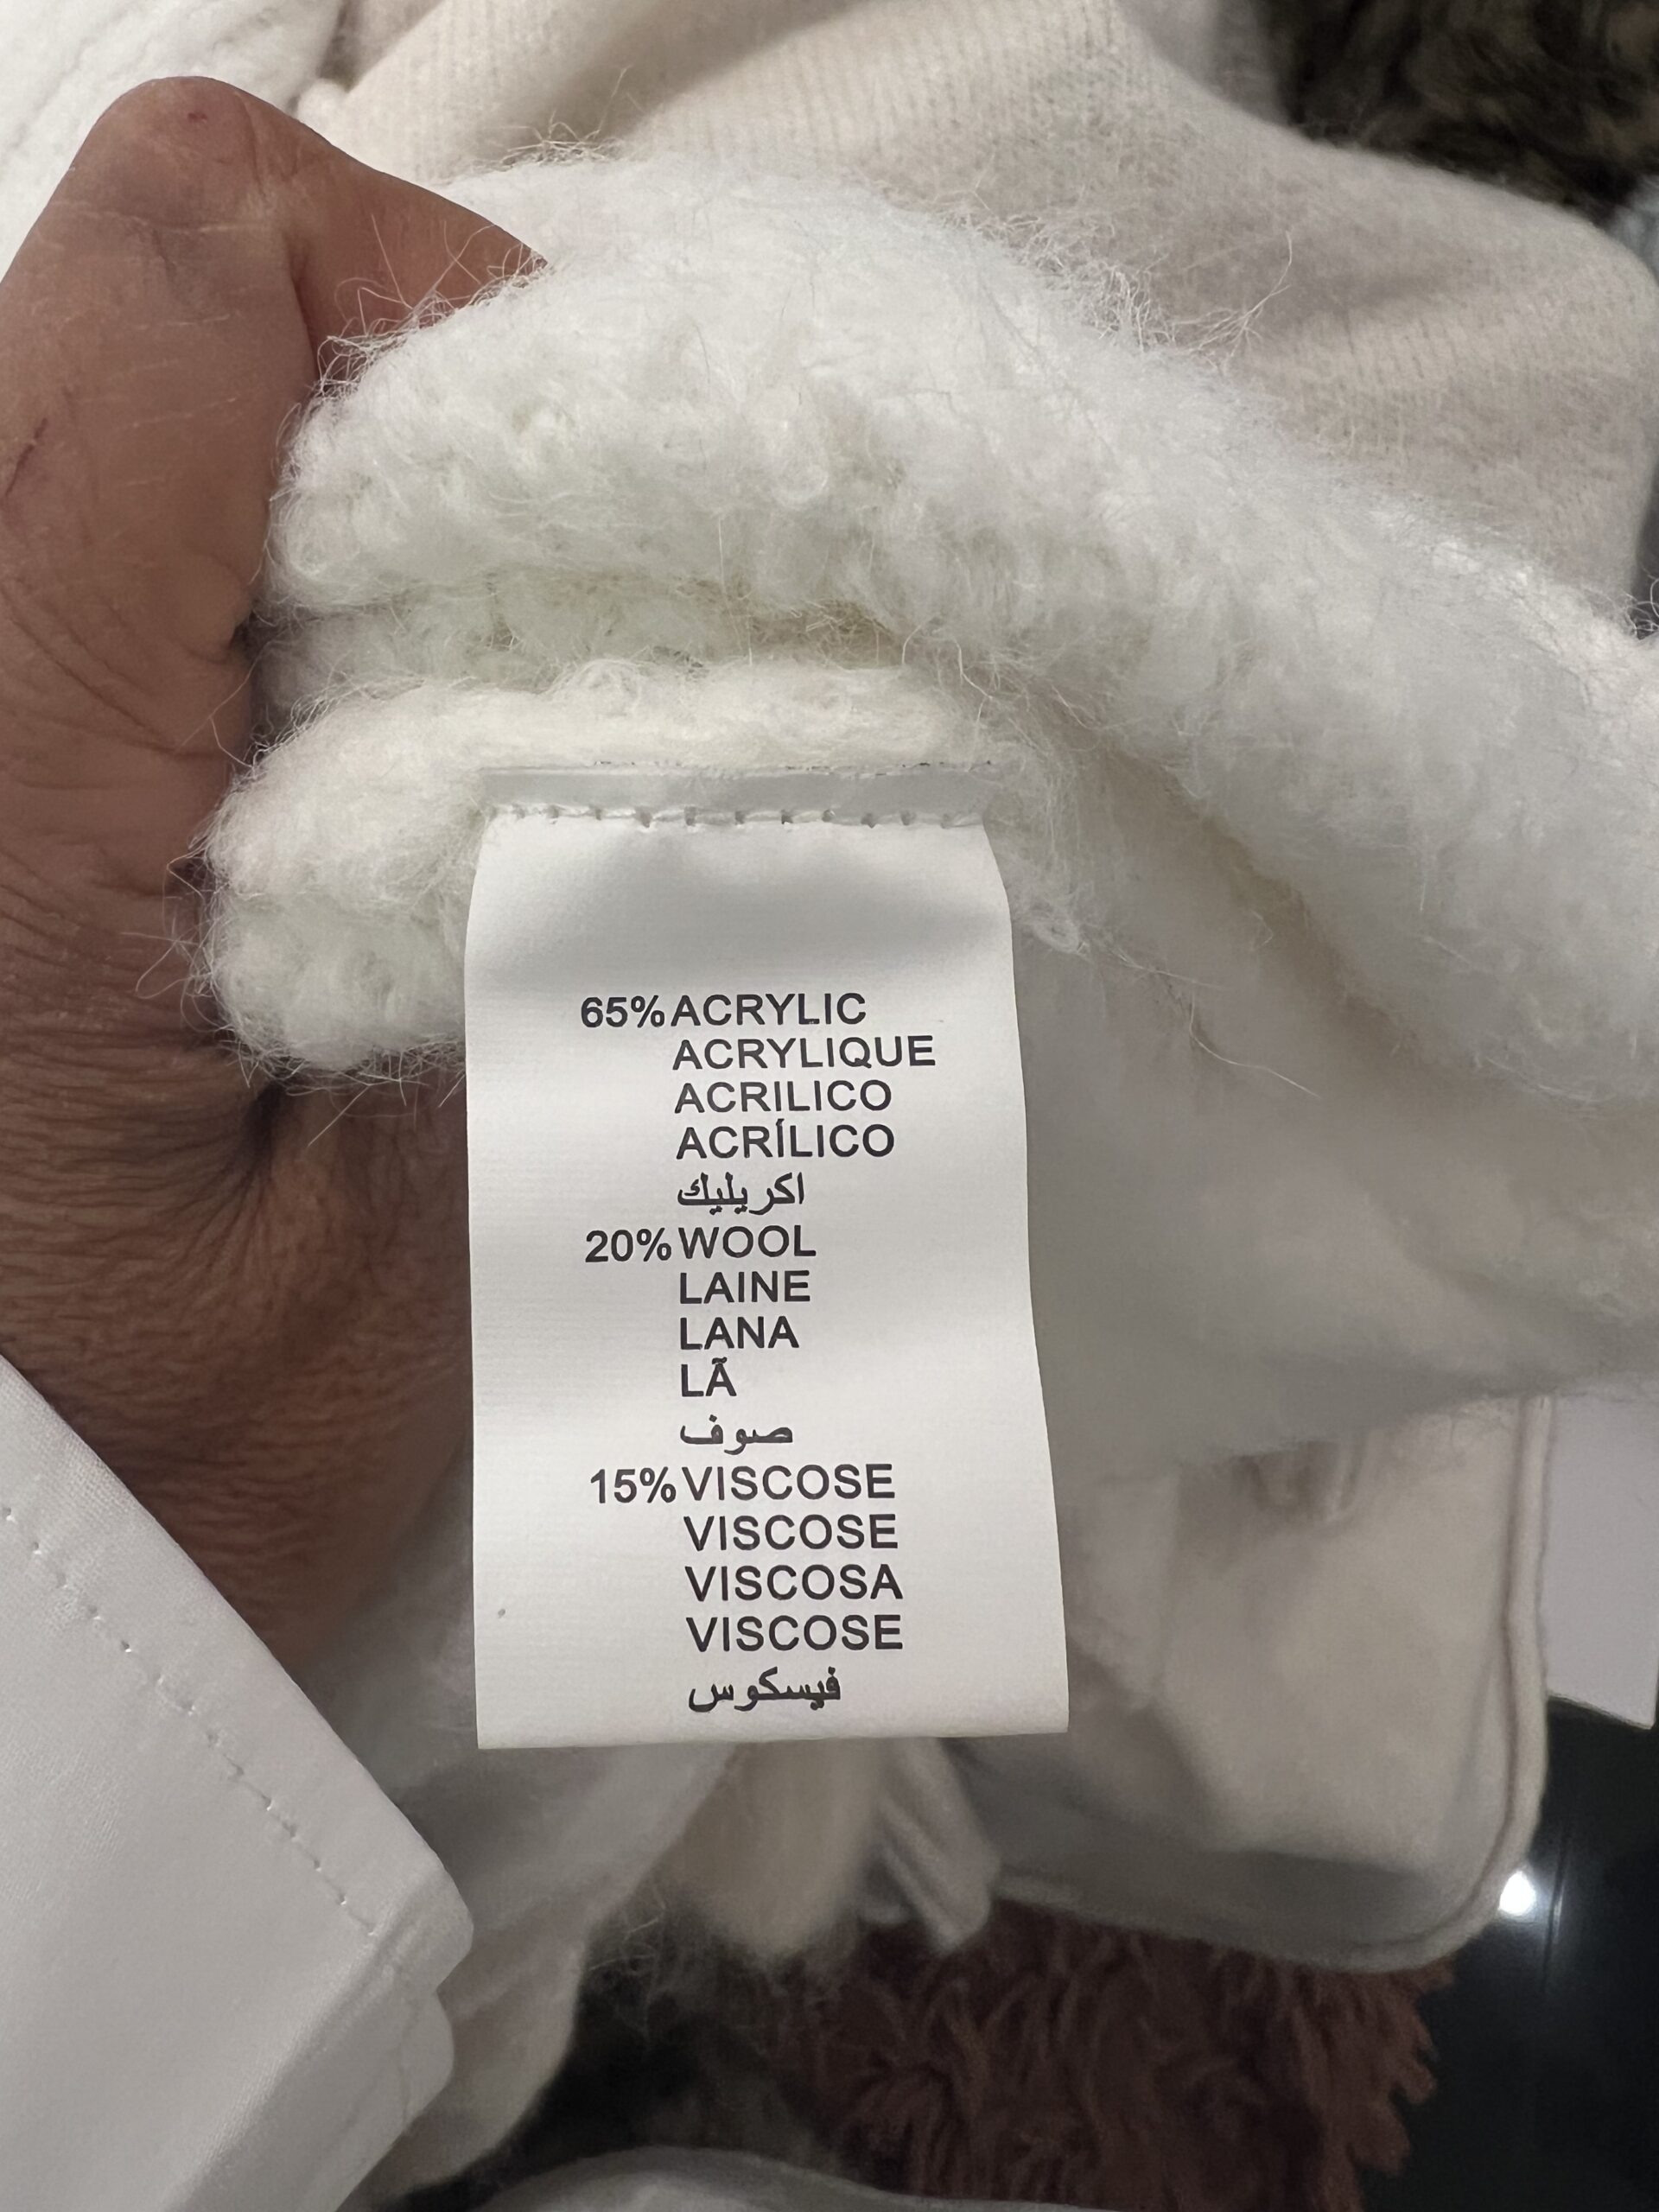 65% ACRYLIC
ACRYLIQUE
ACRILICO
ACRÍLICO
اكريليك
20% WOOL
LAINE
LANA
LÃ
صوف
15% VISCOSE
VISCOSE
VISCOSA
VISCOSE
فيسكوس